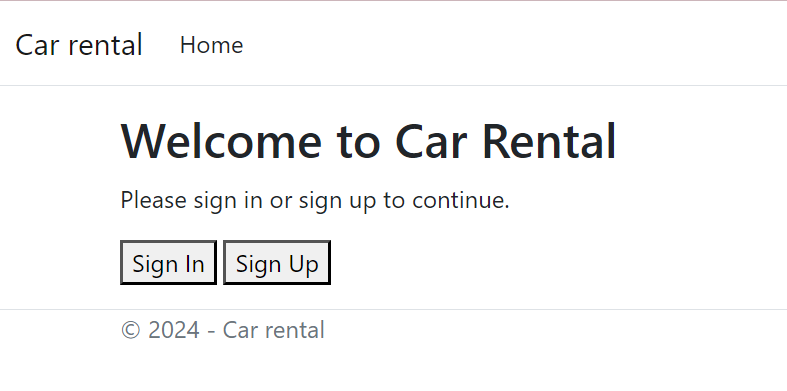 Car rental Home
Welcome to Car Rental
Please sign in or sign up to continue.
Sign In Sign Up
© 2024 - Car rental